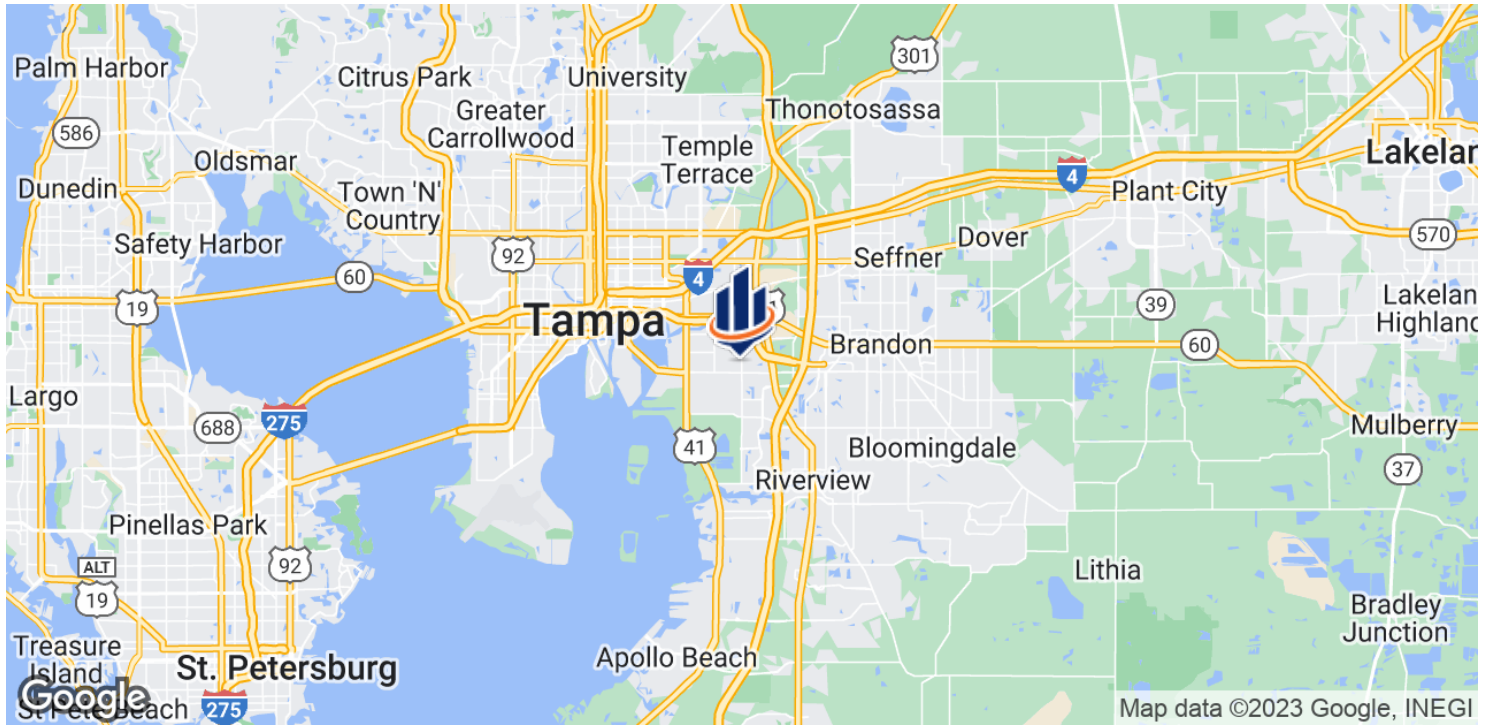 Palm Harbor
Citrus Park
University
301
Greater
Carrollwood
Thonotosassa
586
Temple
Terrace
Lakelan
Oldsmar
4
Dunedin
Town 'N'
Country
Plant City
Safety Harbor
92
Seffner
Dover
570
60
4
19
39
Lakelan
Highland
Tampa
Brandon
60
Largo
688
275
41
Bloomingdale
Mulberry
37
Riverview
Pinellas Park
92
ALT
19
Lithia
Bradley
Junction
Treasure
Island
St. Petersburg
Apollo Beach
Google
St Pete Beach
275
Map data ©2023 Google, INEGI